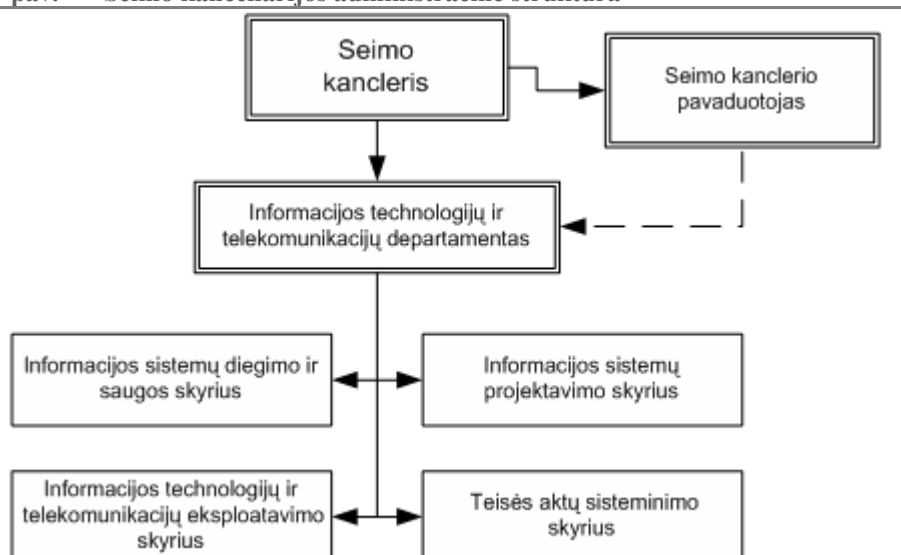 Seimo
kancleris
Seimo kanclerio
pavaduotojas
Informacijos technologijų ir
telekomunikacijų departamentas
Informacijos sistemų diegimo ir
saugos skyrius
Informacijos sistemų
projektavimo skyrius
Informacijos technologijų ir
telekomunikacijų eksploatavimo
skyrius
Teisės aktų sisteminimo
skyrius